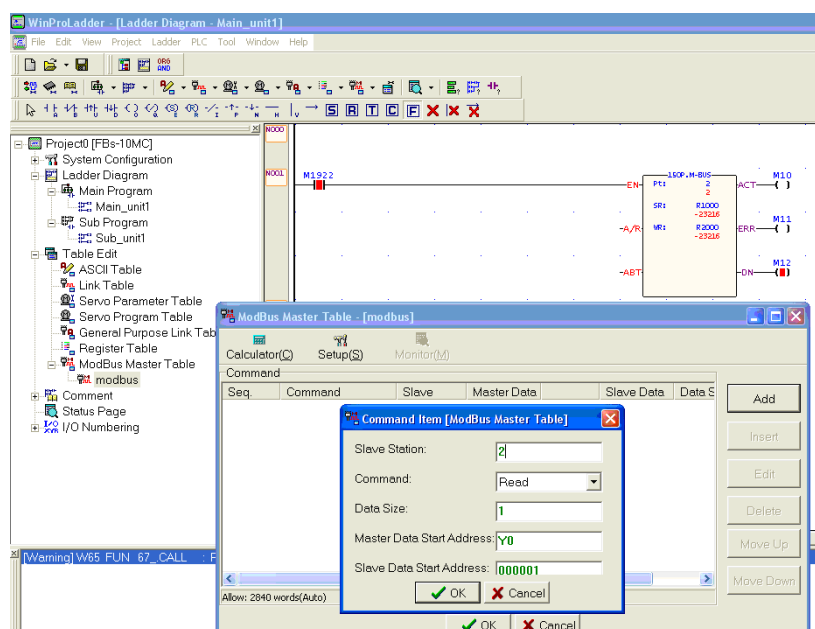 WinProLadder - [Ladder Diagram - Main_unit1]
File Edit View Project Ladder PLC Tool Window Help
ORG
AND
A B U D I P N H V
S R T C F
Project0 [FBs-10MC]
System Configuration
Ladder Diagram
Main Program
Main_unit1
Sub Program
Sub_unit1
Table Edit
ASCII Table
Link Table
Servo Parameter Table
Servo Program Table
General Purpose Link Tab
Register Table
ModBus Master Table
modbus
Comment
Status Page
I/O Numbering
N000
N001
M1922
150P.M-BUS
EN
Pt: 2
2
ACT
M10
SR: R1000
-23216
A/R
WR: R2000
-23216
ERR
M11
ABT
DN
M12
ModBus Master Table - [modbus]
Calculator(C) Setup(S) Monitor(M)
Command
Seq. Command Slave Master Data Slave Data Data S
Add
Insert
Edit
Delete
Move Up
Move Down
Command Item [ModBus Master Table]
Slave Station: 2
Command: Read
Data Size: 1
Master Data Start Address: Y0
Slave Data Start Address: 000001
OK Cancel
Allow: 2840 words(Auto)
OK Cancel
[Warning] W65 FUN 67_CALL : F